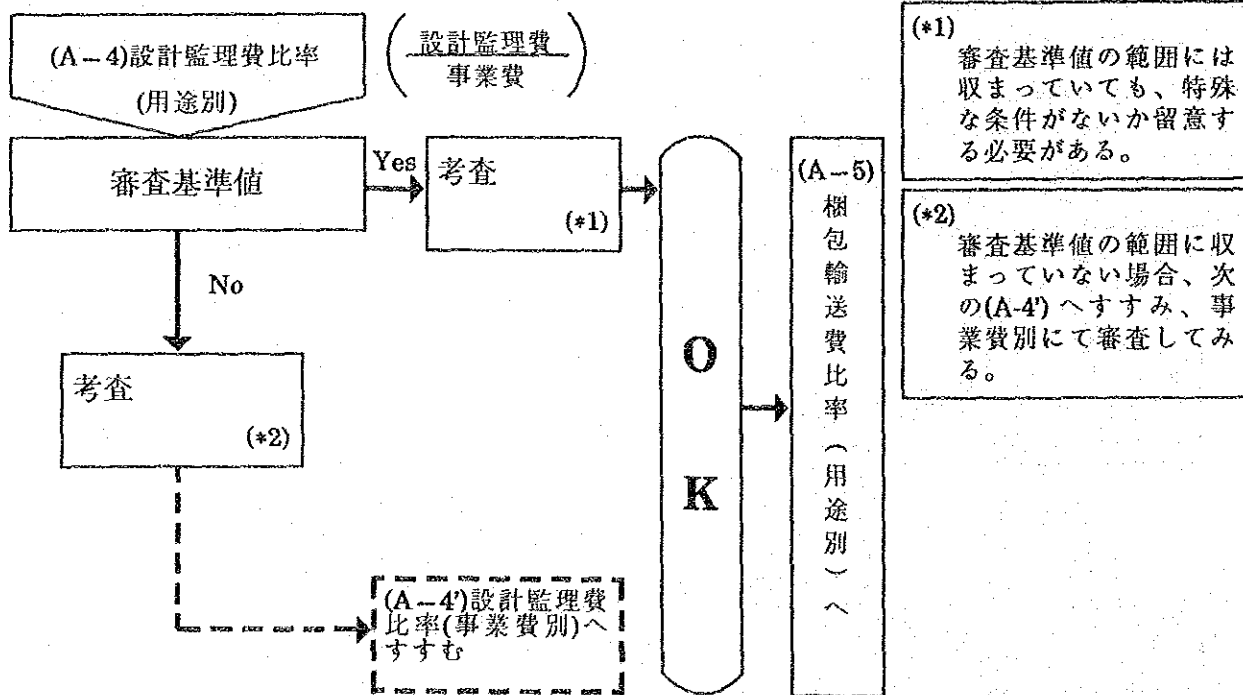 (A－4)設計監理費比率
(用途別)
設計監理費
事業費
審査基準値
Yes
考査
(*1)
No
考査
(*2)
(A－4')設計監理費
比率(事業費別)へ
すすむ
O
K
(A－5)
梱包輸送費比率(用途別)へ
(*1)
審査基準値の範囲には
収まっていても、特殊
な条件がないか留意す
る必要がある。
(*2)
審査基準値の範囲に収
まっていない場合、次
の(A-4')へすすみ、事
業費別にて審査してみ
る。